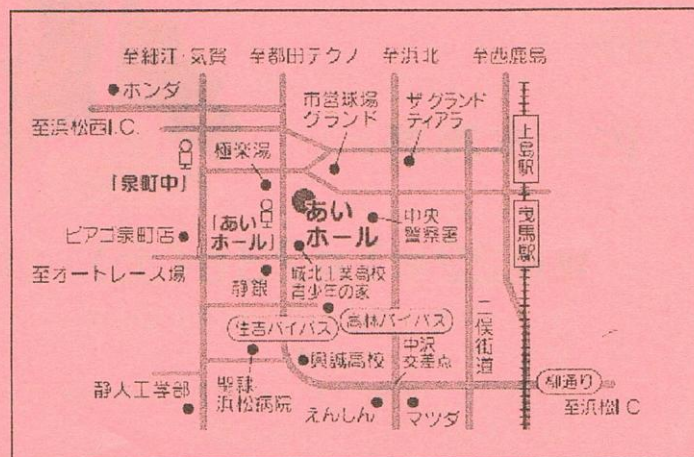 至細江・気賀
至都田テクノ
至浜北
至西鹿島
ホンダ
市営球場
グランド
ザ グランド
ティアラ
至浜松西I.C.
上島駅
極楽湯
「泉町中」
あい
ホール
中央
警察署
曳馬駅
「あい
ホール」
ピアゴ泉町店
至オートレース場
静銀
城北工業高校
青少年の家
住吉バイパス
高林バイパス
二俣街道
興誠高校
中沢
交差点
柳通り
静大工学部
聖隷
浜松病院
えんしん
マツダ
至浜松IC